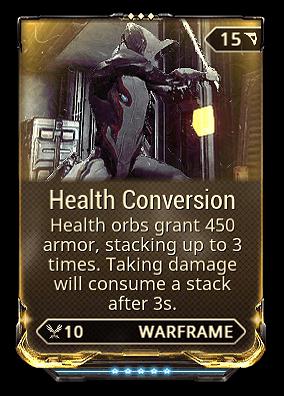 15
Health Conversion
Health orbs grant 450
armor, stacking up to 3
times. Taking damage
will consume a stack
after 3s.
10 WARFRAME